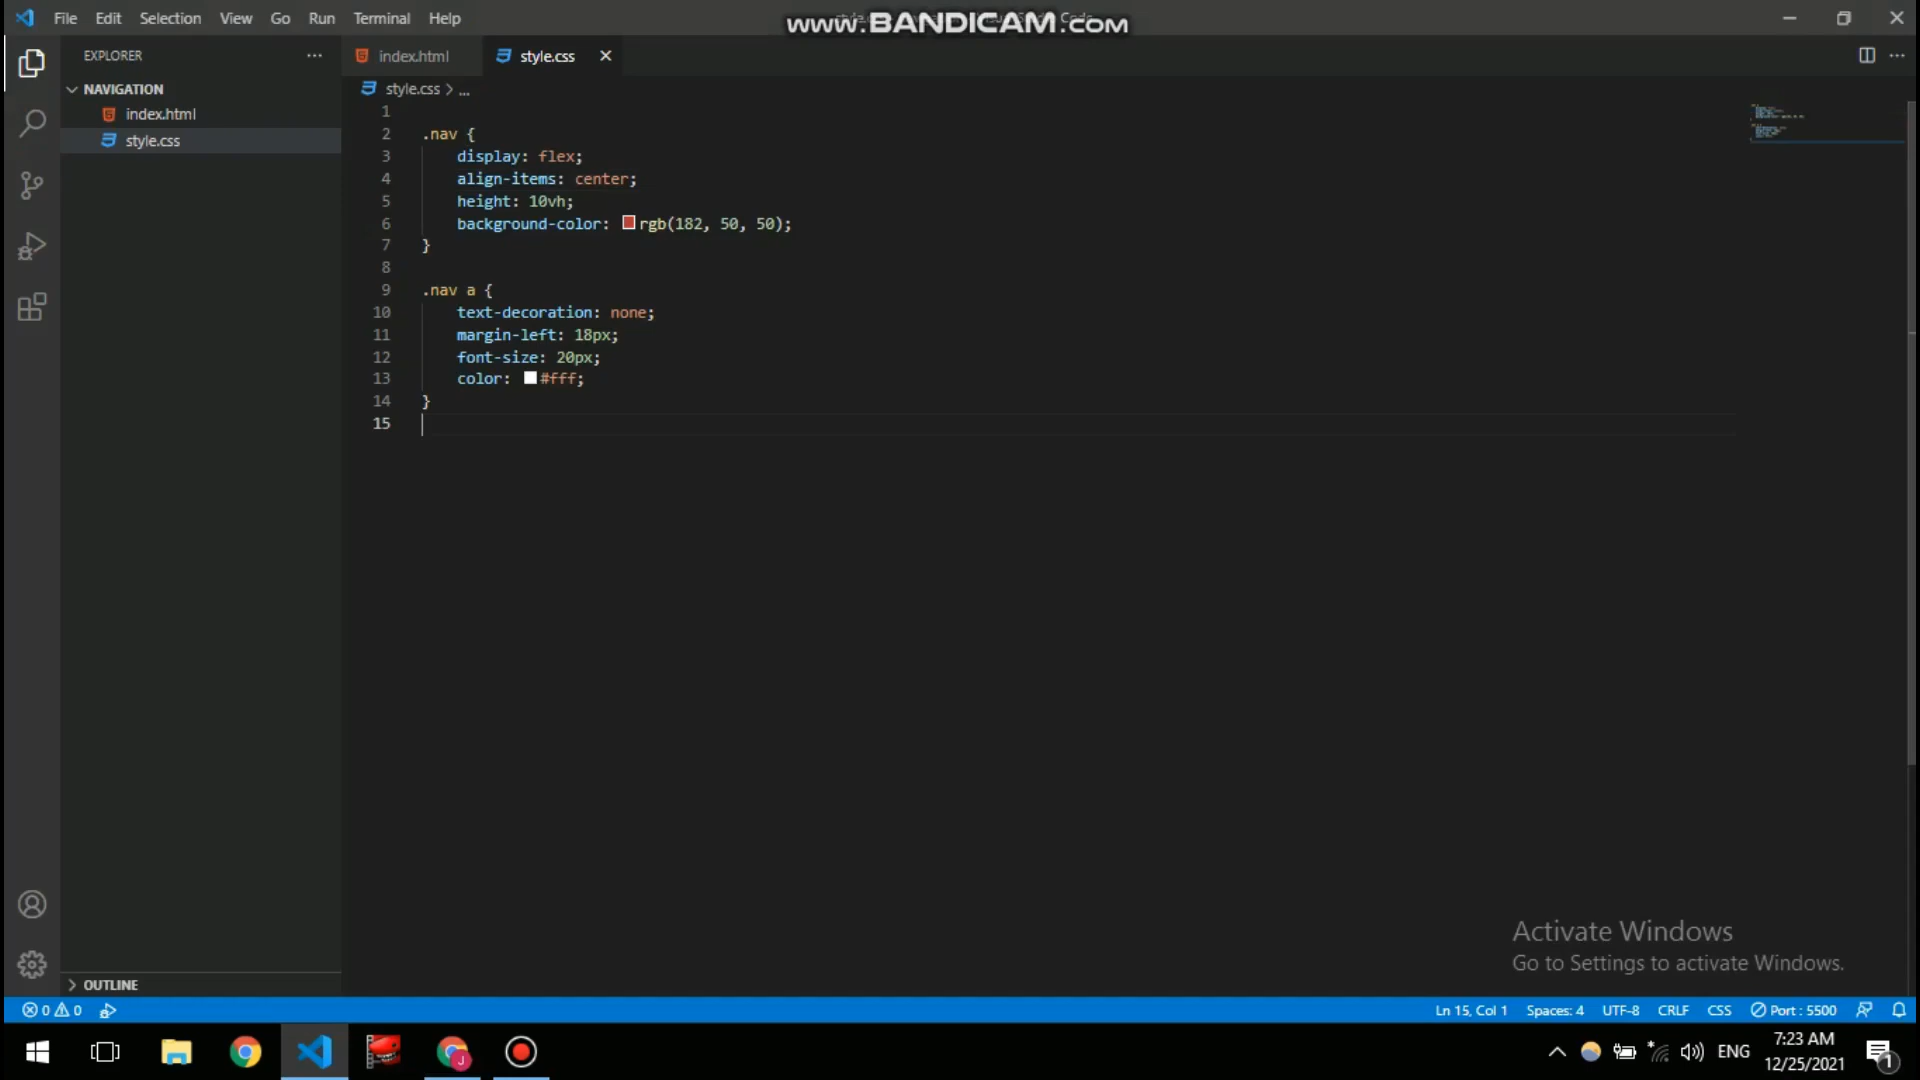 File Edit Selection View Go Run Terminal Help
www.BANDICAM.com
EXPLORER
index.html
style.css
NAVIGATION
index.html
style.css
style.css > ...
1
2 .nav {
3 display: flex;
4 align-items: center;
5 height: 10vh;
6 background-color: rgb(182, 50, 50);
7 }
8
9 .nav a {
10 text-decoration: none;
11 margin-left: 18px;
12 font-size: 20px;
13 color: #fff;
14 }
15
Activate Windows
Go to Settings to activate Windows.
OUTLINE
0 0
Ln 15, Col 1 Spaces: 4 UTF-8 CRLF CSS Port : 5500
J
ENG
7:23 AM
12/25/2021
1